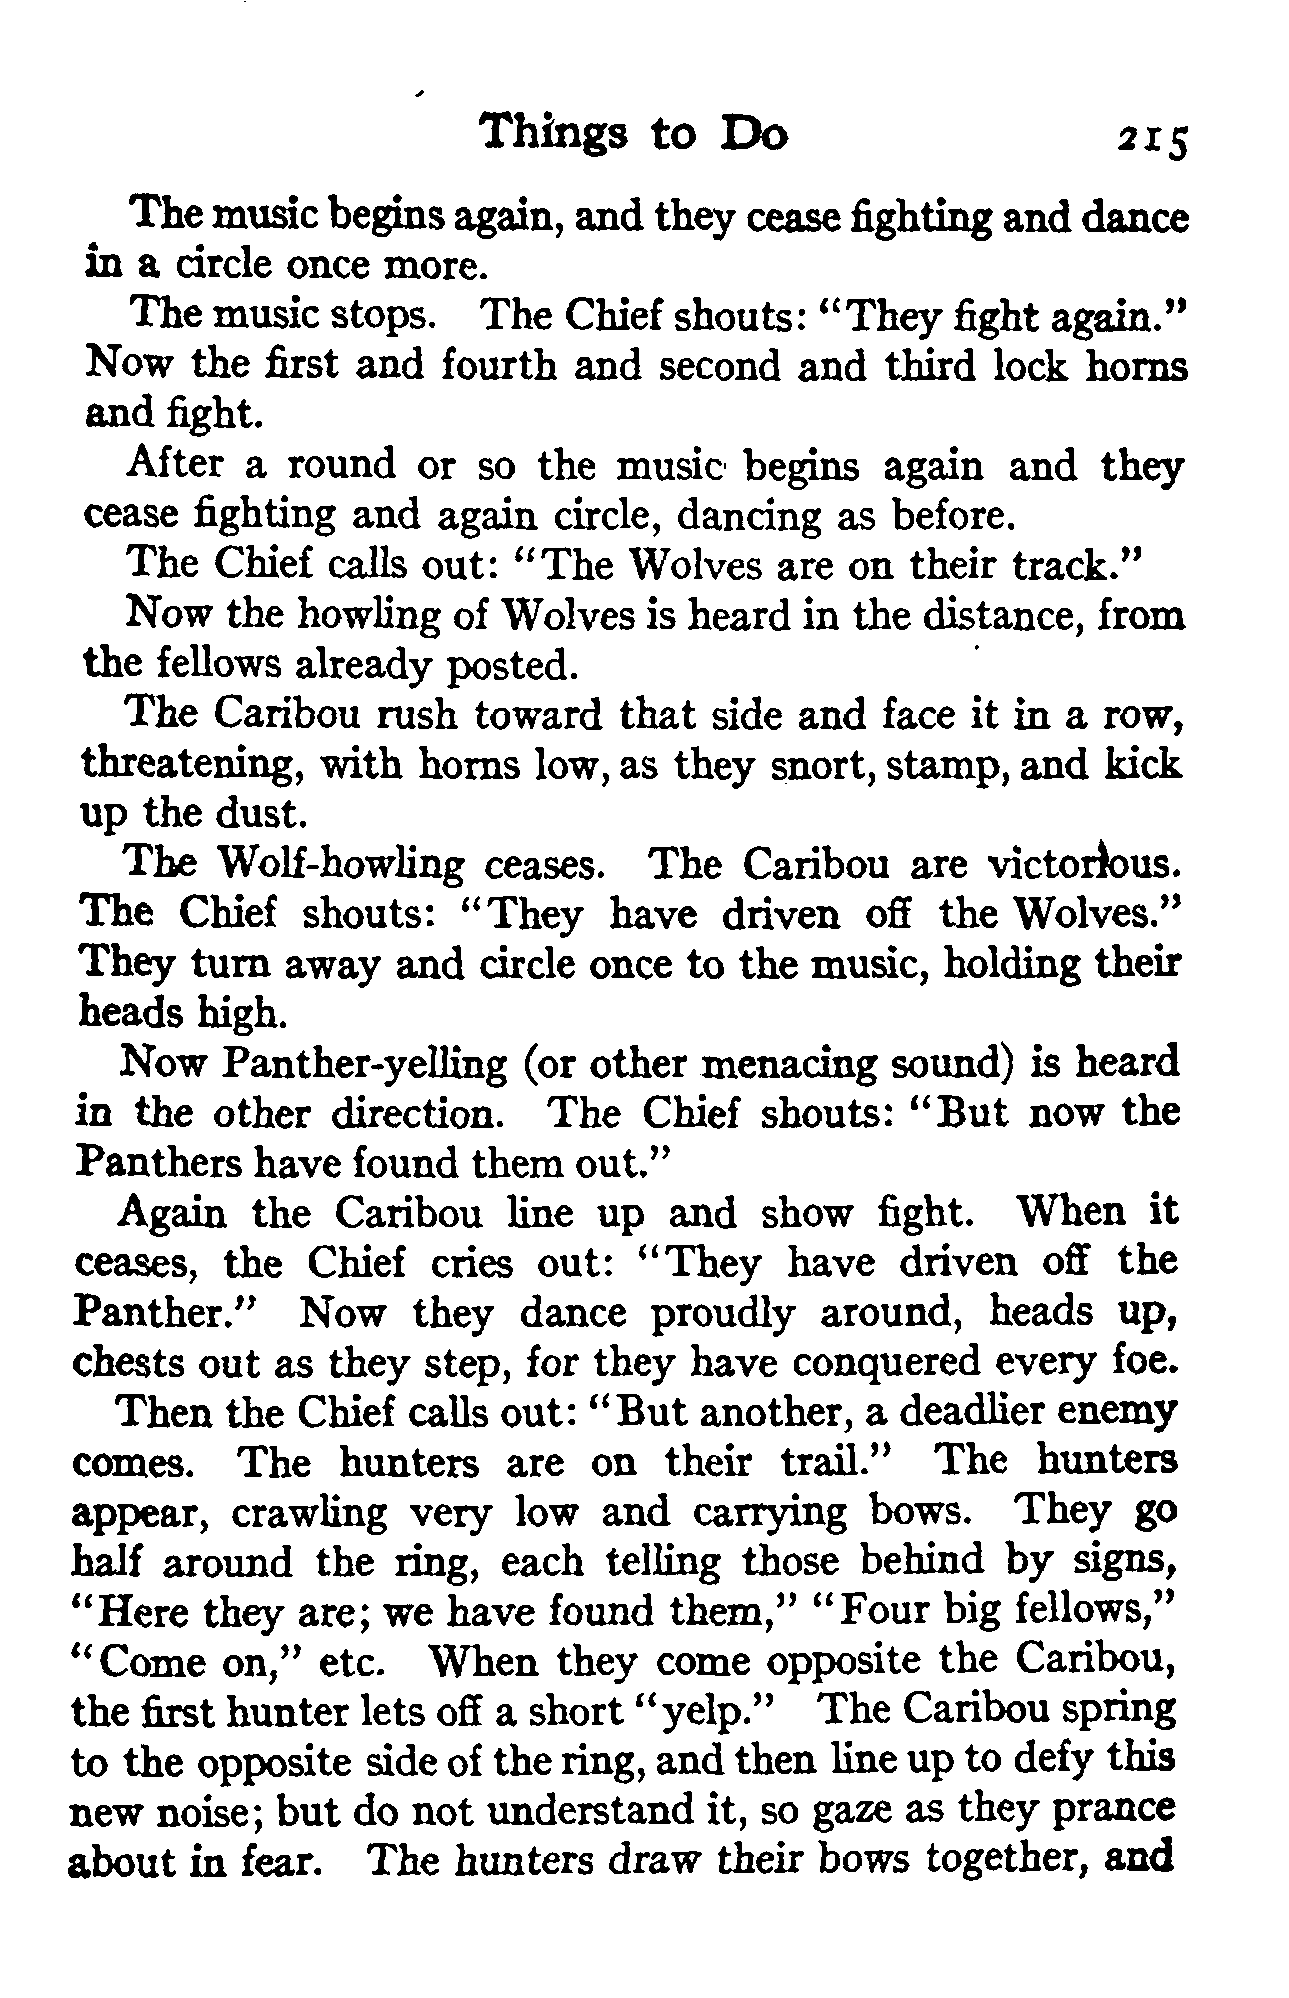 Things to Do 215
The music begins again, and they cease fighting and dance
in a circle once more.
The music stops. The Chief shouts: "They fight again."
Now the first and fourth and second and third lock horns
and fight.
After a round or so the music begins again and they
cease fighting and again circle, dancing as before.
The Chief calls out: "The Wolves are on their track."
Now the howling of Wolves is heard in the distance, from
the fellows already posted.
The Caribou rush toward that side and face it in a row,
threatening, with horns low, as they snort, stamp, and kick
up the dust.
The Wolf-howling ceases. The Caribou are victorious.
The Chief shouts: "They have driven off the Wolves."
They turn away and circle once to the music, holding their
heads high.
Now Panther-yelling (or other menacing sound) is heard
in the other direction. The Chief shouts: "But now the
Panthers have found them out."
Again the Caribou line up and show fight. When it
ceases, the Chief cries out: "They have driven off the
Panther." Now they dance proudly around, heads up,
chests out as they step, for they have conquered every foe.
Then the Chief calls out: "But another, a deadlier enemy
comes. The hunters are on their trail." The hunters
appear, crawling very low and carrying bows. They go
half around the ring, each telling those behind by signs,
"Here they are; we have found them," "Four big fellows,"
"Come on," etc. When they come opposite the Caribou,
the first hunter lets off a short "yelp." The Caribou spring
to the opposite side of the ring, and then line up to defy this
new noise; but do not understand it, so gaze as they prance
about in fear. The hunters draw their bows together, and